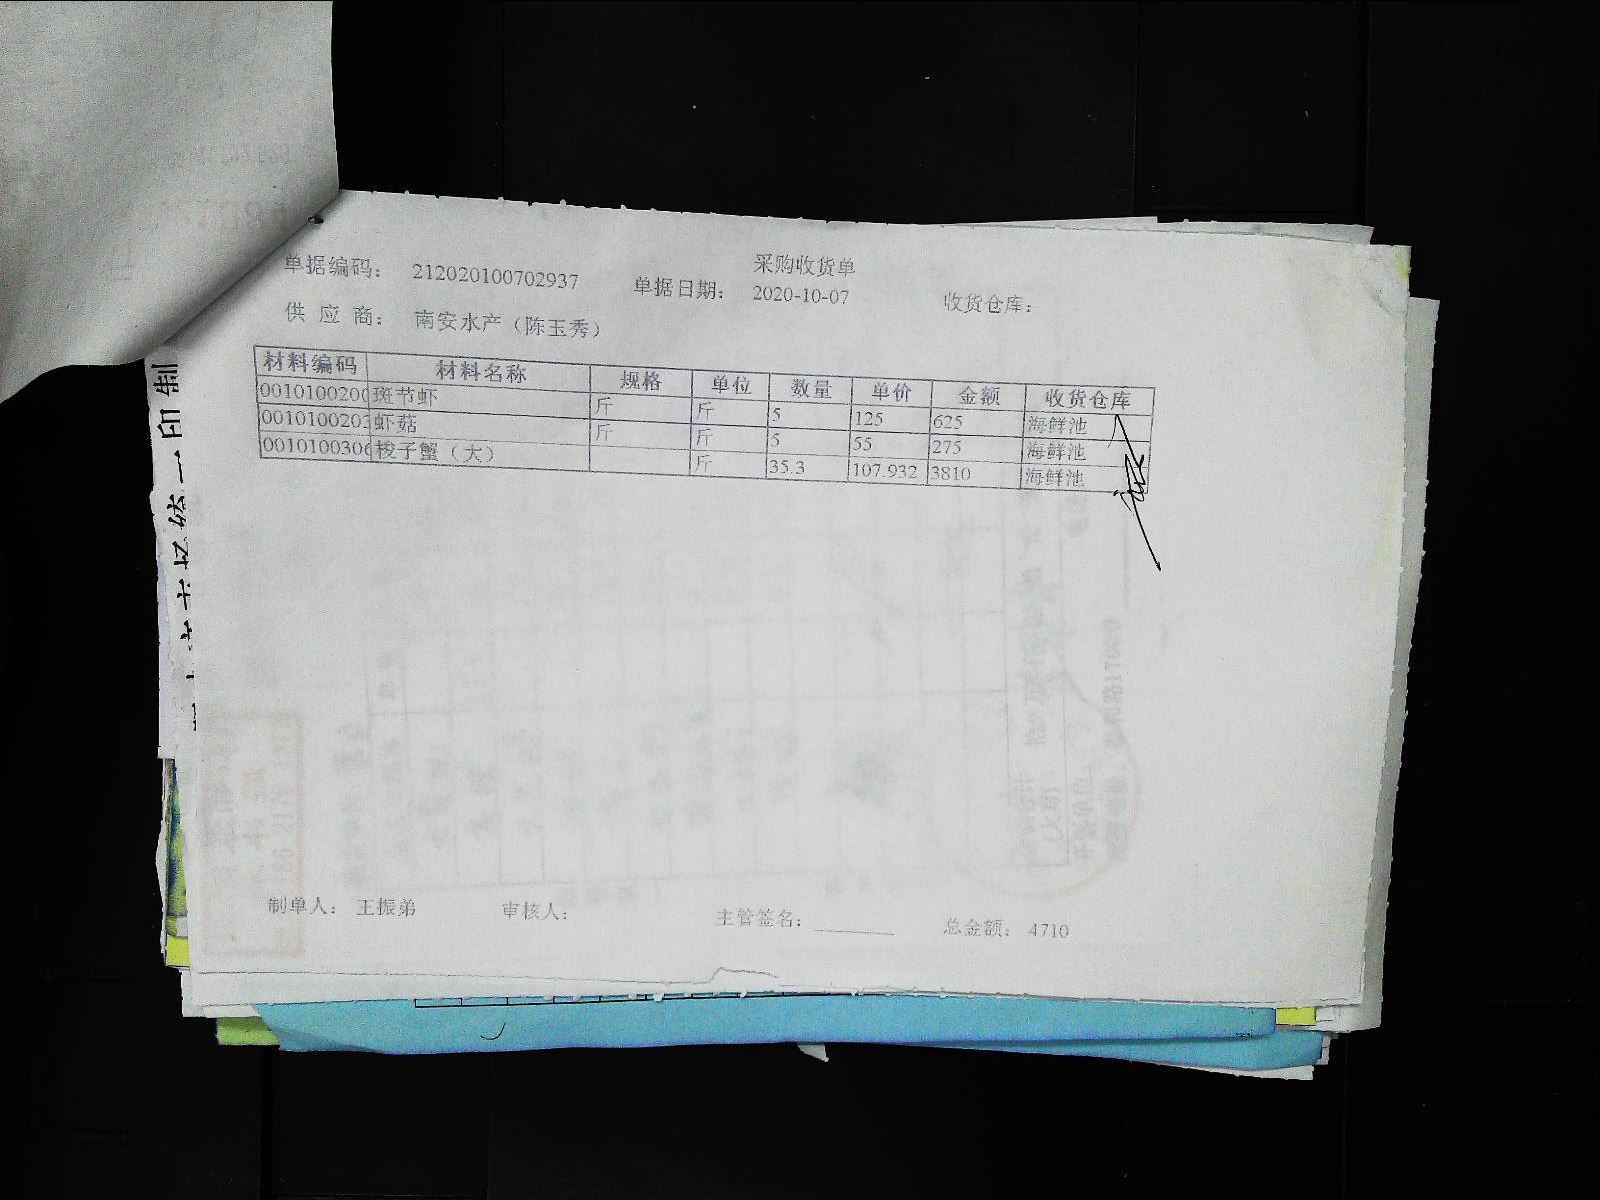 采购收货单
单据编码: 212020100702937 单据日期: 2020-10-07 收货仓库:
供 应 商: 南安水产（陈玉秀）
材料编码 材料名称 规格 单位 数量 单价 金额 收货仓库
0010100200 斑节虾 斤 斤 5 125 625 海鲜池
0010100203 虾菇 斤 斤 5 55 275 海鲜池
0010100306 梭子蟹（大） 斤 35.3 107.932 3810 海鲜池
制单人: 王振弟 审核人: 主管签名: 总金额: 4710